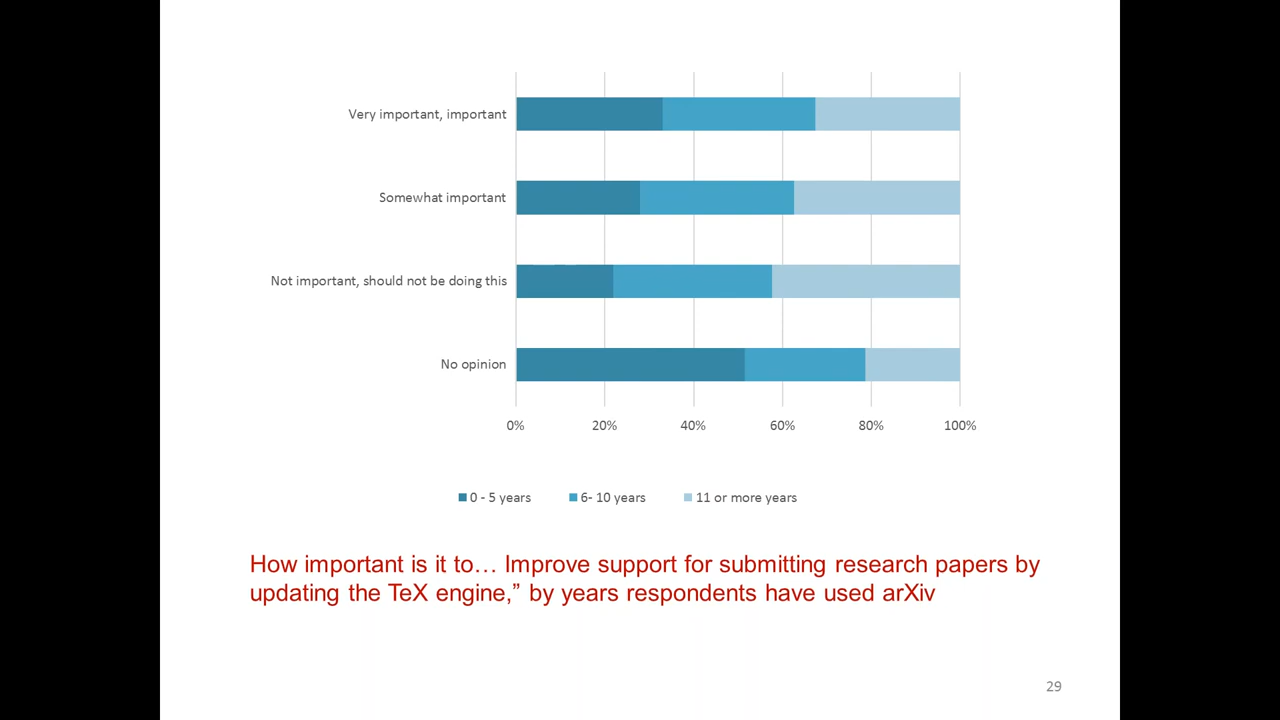 Very important, important
Somewhat important
Not important, should not be doing this
No opinion
0% 20% 40% 60% 80% 100%
0 - 5 years 6- 10 years 11 or more years
How important is it to… Improve support for submitting research papers by
updating the TeX engine,” by years respondents have used arXiv
29